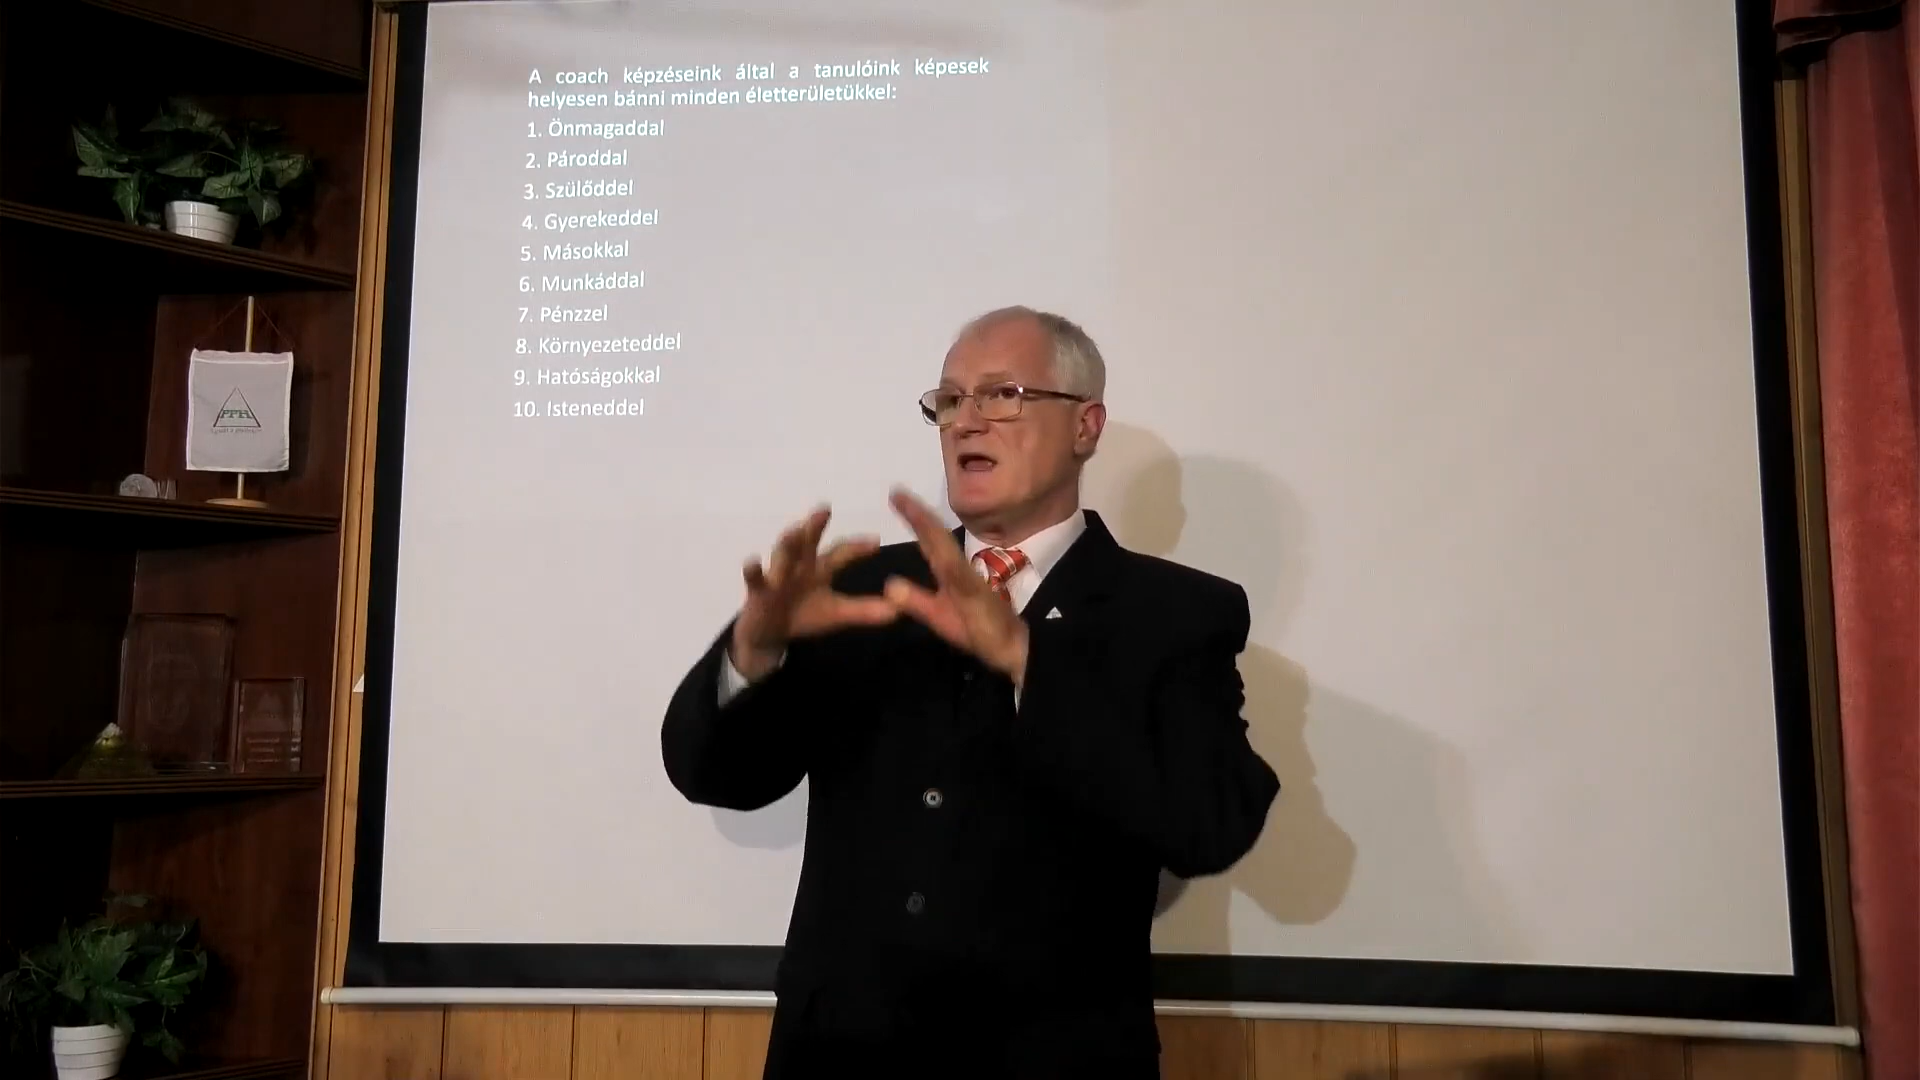 A coach képzéseink által a tanulóink képesek
helyesen bánni minden életterületükkel:
1. Önmagaddal
2. Pároddal
3. Szülőddel
4. Gyerekeddel
5. Másokkal
6. Munkáddal
7. Pénzzel
8. Környezeteddel
9. Hatóságokkal
10. Isteneddel
PPH